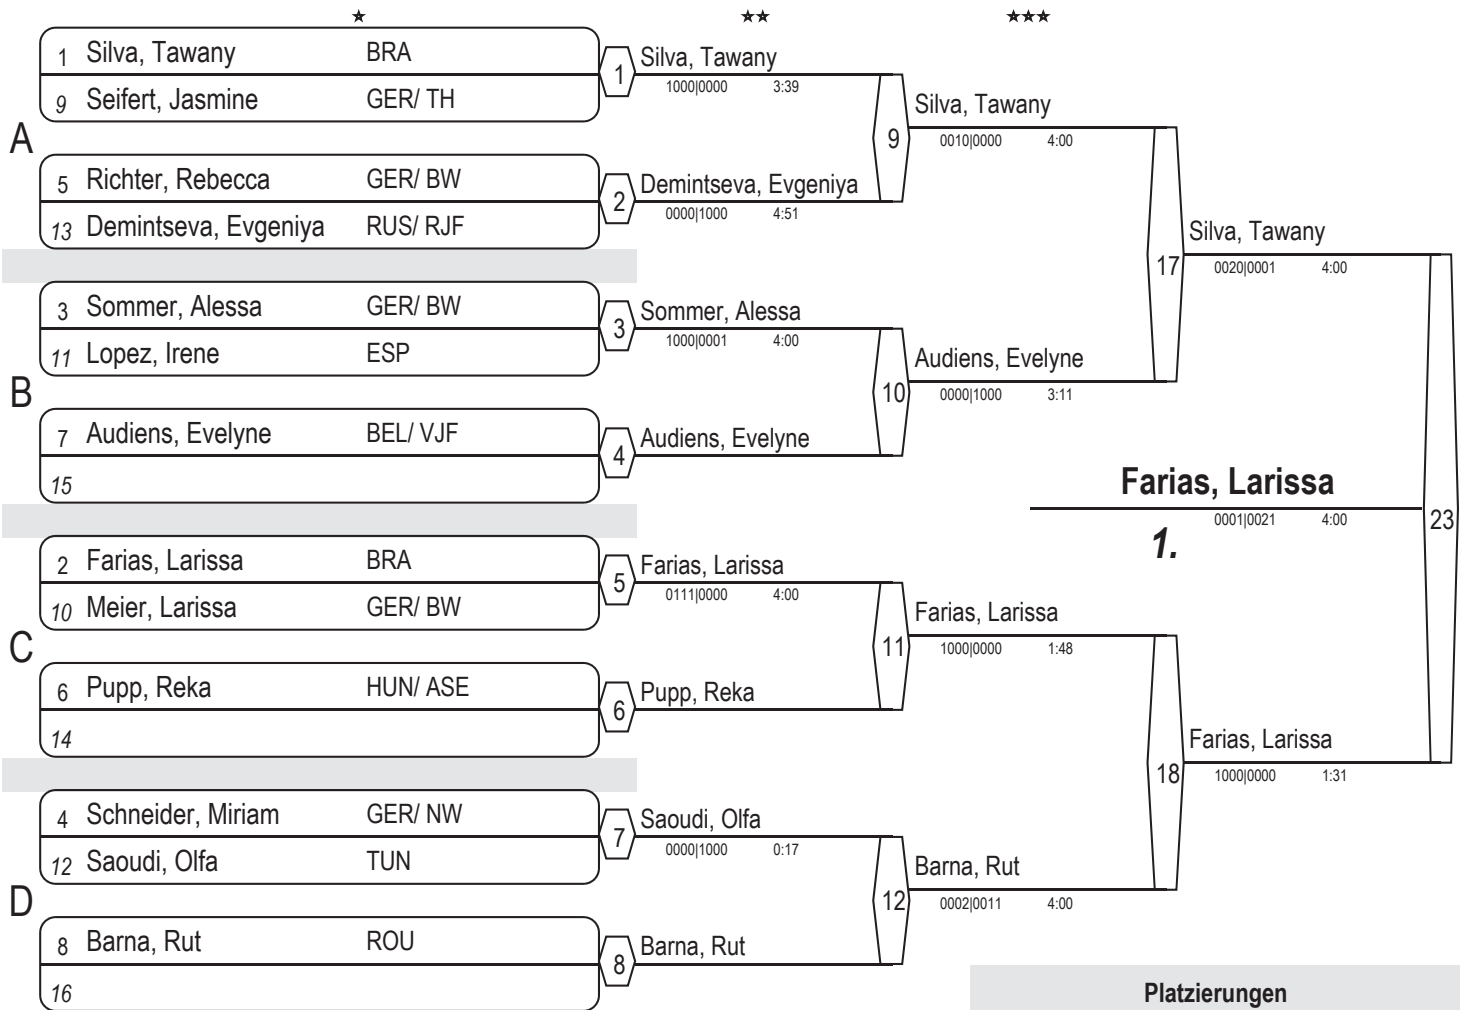 ★ ★★ ★★★
1 Silva, Tawany BRA
9 Seifert, Jasmine GER/ TH
1 Silva, Tawany
1000|0000 3:39
A
5 Richter, Rebecca GER/ BW
13 Demintseva, Evgeniya RUS/ RJF
2 Demintseva, Evgeniya
0000|1000 4:51
9 Silva, Tawany
0010|0000 4:00
3 Sommer, Alessa GER/ BW
11 Lopez, Irene ESP
3 Sommer, Alessa
1000|0001 4:00
B
7 Audiens, Evelyne BEL/ VJF
15
4 Audiens, Evelyne
10 Audiens, Evelyne
0000|1000 3:11
17 Silva, Tawany
0020|0001 4:00
2 Farias, Larissa BRA
10 Meier, Larissa GER/ BW
5 Farias, Larissa
0111|0000 4:00
C
6 Pupp, Reka HUN/ ASE
14
6 Pupp, Reka
11 Farias, Larissa
1000|0000 1:48
4 Schneider, Miriam GER/ NW
12 Saoudi, Olfa TUN
7 Saoudi, Olfa
0000|1000 0:17
D
8 Barna, Rut ROU
16
8 Barna, Rut
12 Barna, Rut
0002|0011 4:00
18 Farias, Larissa
1000|0000 1:31
Farias, Larissa
0001|0021 4:00
1.
23
Platzierungen